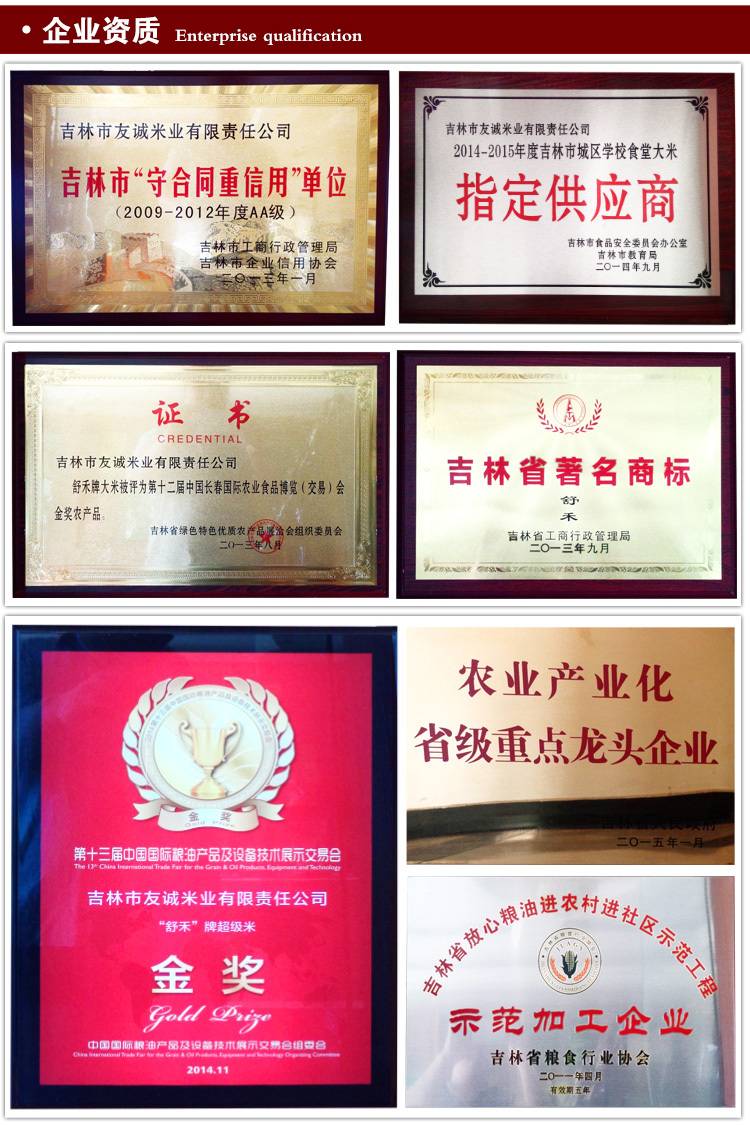 • 企业资质 Enterprise qualification
吉林市友诚米业有限责任公司
吉林市“守合同重信用”单位
（2009-2012年度AA级）
吉林市工商行政管理局
吉林市企业信用协会
二〇一三年一月
吉林市友诚米业有限责任公司
2014-2015年度吉林市城区学校食堂大米
指定供应商
吉林市食品安全委员会办公室
吉林市教育局
二〇一四年九月
证书
CREDENTIAL
吉林市友诚米业有限责任公司
舒禾牌大米被评为第十二届中国长春国际农业食品博览（交易）会
金奖农产品。
吉林省绿色特色优质农产品展洽会组织委员会
二〇一三年八月
吉林省著名商标
舒
禾
吉林省工商行政管理局
二〇一三年九月
金奖
Gold Prize
第十三届中国国际粮油产品及设备技术展示交易会
The 13th China International Trade Fair for the Grain & Oil Products, Equipment and Technology
吉林市友诚米业有限责任公司
“舒禾”牌超级米
金奖
Gold Prize
中国国际粮油产品及设备技术展示交易会组委会
China International Trade Fair for the Grain & Oil Products, Equipment and Technology Organizing Committee
2014.11
农业产业化
省级重点龙头企业
吉林省人民政府
二〇一五年一月
吉林省放心粮油进农村进社区示范工程
示范加工企业
吉林省粮食行业协会
二〇一一年四月
有效期五年